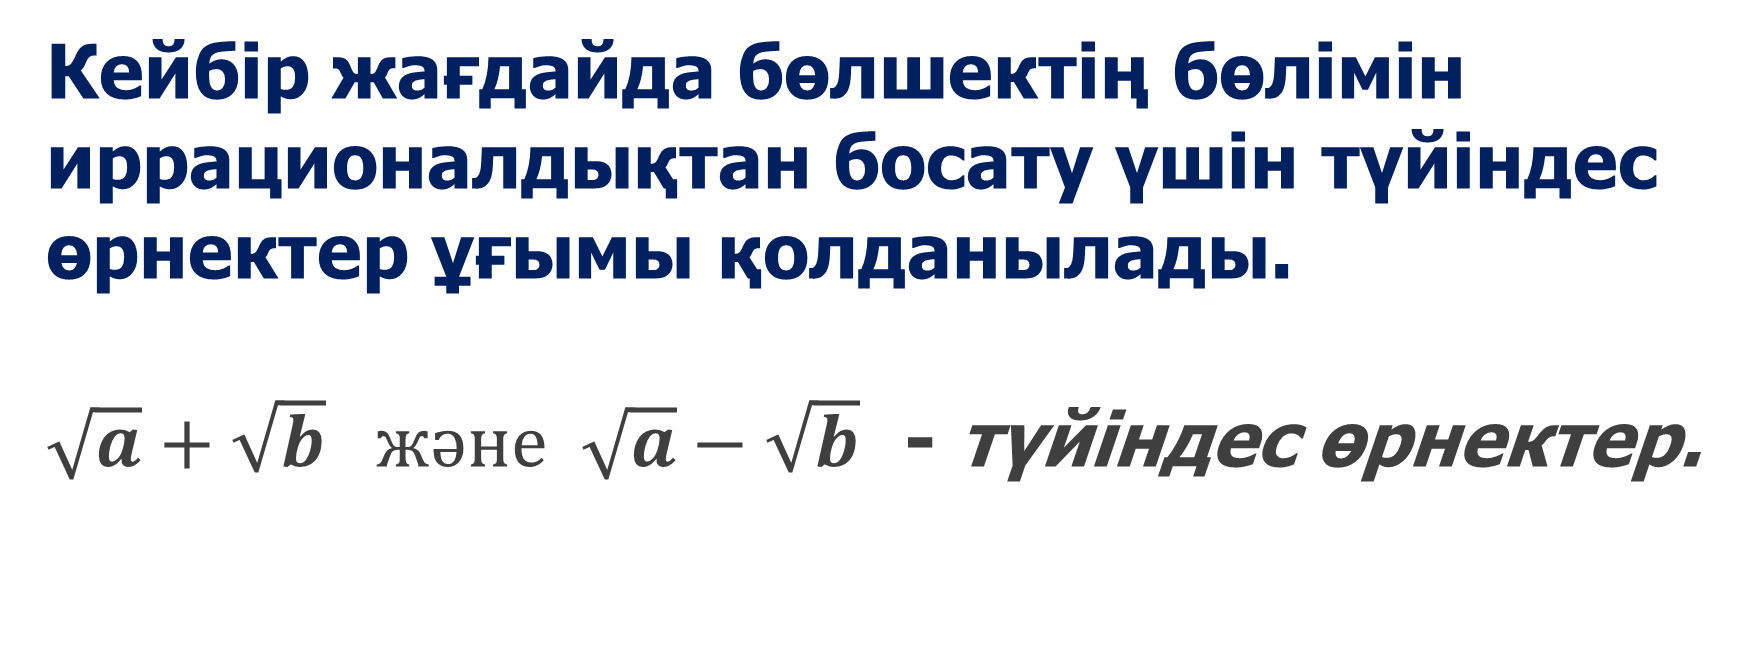 Кейбір жағдайда бөлшектің бөлімін
иррационалдықтан босату үшін түйіндес
өрнектер ұғымы қолданылады.
√a + √b және √a − √b - түйіндес өрнектер.